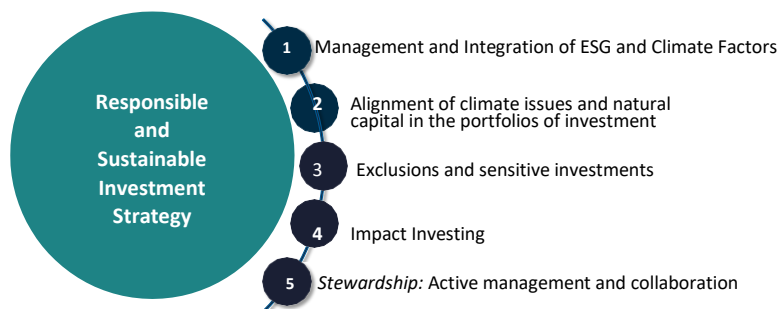 Responsible
and
Sustainable
Investment
Strategy
1 Management and Integration of ESG and Climate Factors
2 Alignment of climate issues and natural
capital in the portfolios of investment
3 Exclusions and sensitive investments
4 Impact Investing
5 Stewardship: Active management and collaboration